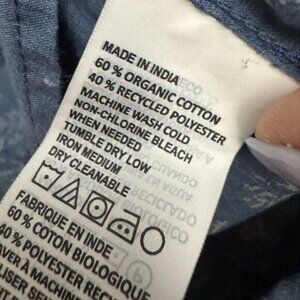 MADE IN INDIA
60 % ORGANIC COTTON
40 % RECYCLED POLYESTER
MACHINE WASH COLD
NON-CHLORINE BLEACH
WHEN NEEDED
TUMBLE DRY LOW
IRON MEDIUM
DRY CLEANABLE
FABRIQUE EN INDE
60 % COTON BIOLOGIQUE
40 % POLYESTER